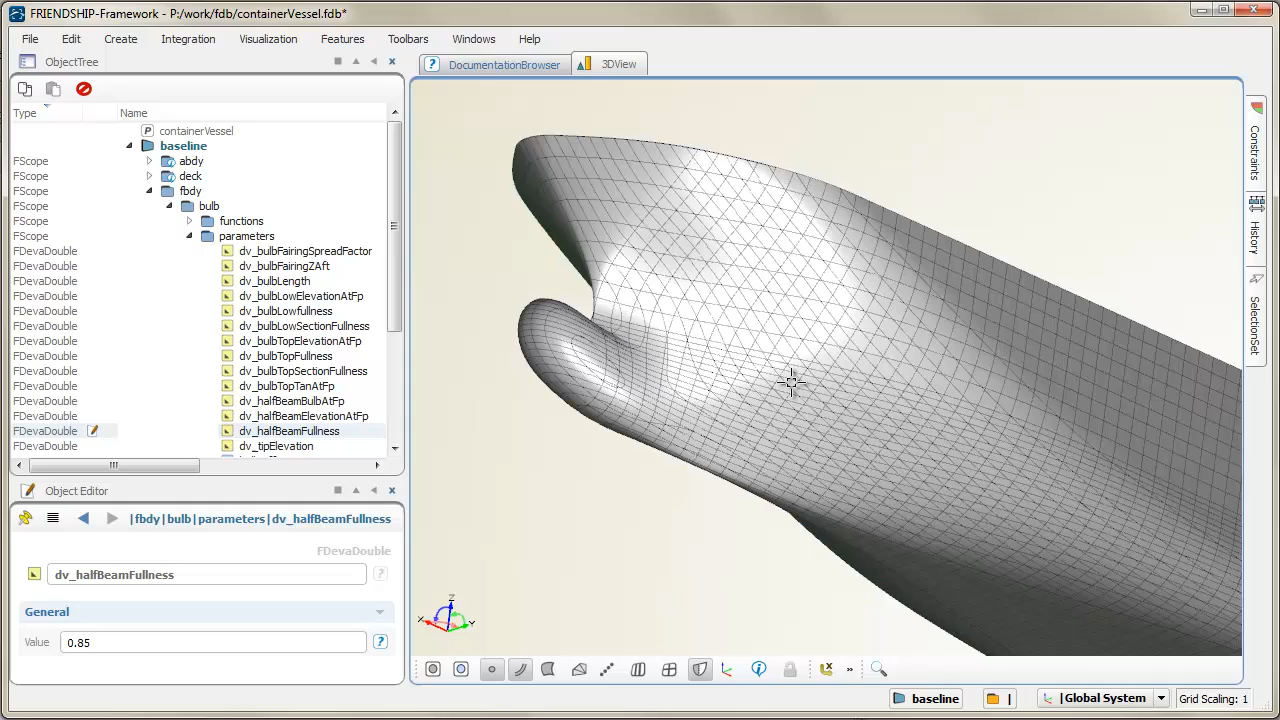 FRIENDSHIP-Framework - P:/work/fdb/containerVessel.fdb*
File Edit Create Integration Visualization Features Toolbars Windows Help
ObjectTree
DocumentationBrowser 3DView
Type Name
containerVessel
baseline
FScope abdy
FScope deck
FScope fbdy
FScope bulb
FScope functions
FScope parameters
FDevaDouble dv_bulbFairingSpreadFactor
FDevaDouble dv_bulbFairingZAft
FDevaDouble dv_bulbLength
FDevaDouble dv_bulbLowElevationAtFp
FDevaDouble dv_bulbLowfullness
FDevaDouble dv_bulbLowSectionFullness
FDevaDouble dv_bulbTopElevationAtFp
FDevaDouble dv_bulbTopFullness
FDevaDouble dv_bulbTopSectionFullness
FDevaDouble dv_bulbTopTanAtFp
FDevaDouble dv_halfBeamBulbAtFp
FDevaDouble dv_halfBeamElevationAtFp
FDevaDouble dv_halfBeamFullness
FDevaDouble dv_tipElevation
Object Editor
|fbdy|bulb|parameters|dv_halfBeamFullness
FDevaDouble
dv_halfBeamFullness
General
Value 0.85
Z
X
Y
Constraints
History
SelectionSet
baseline
Global System
Grid Scaling: 1